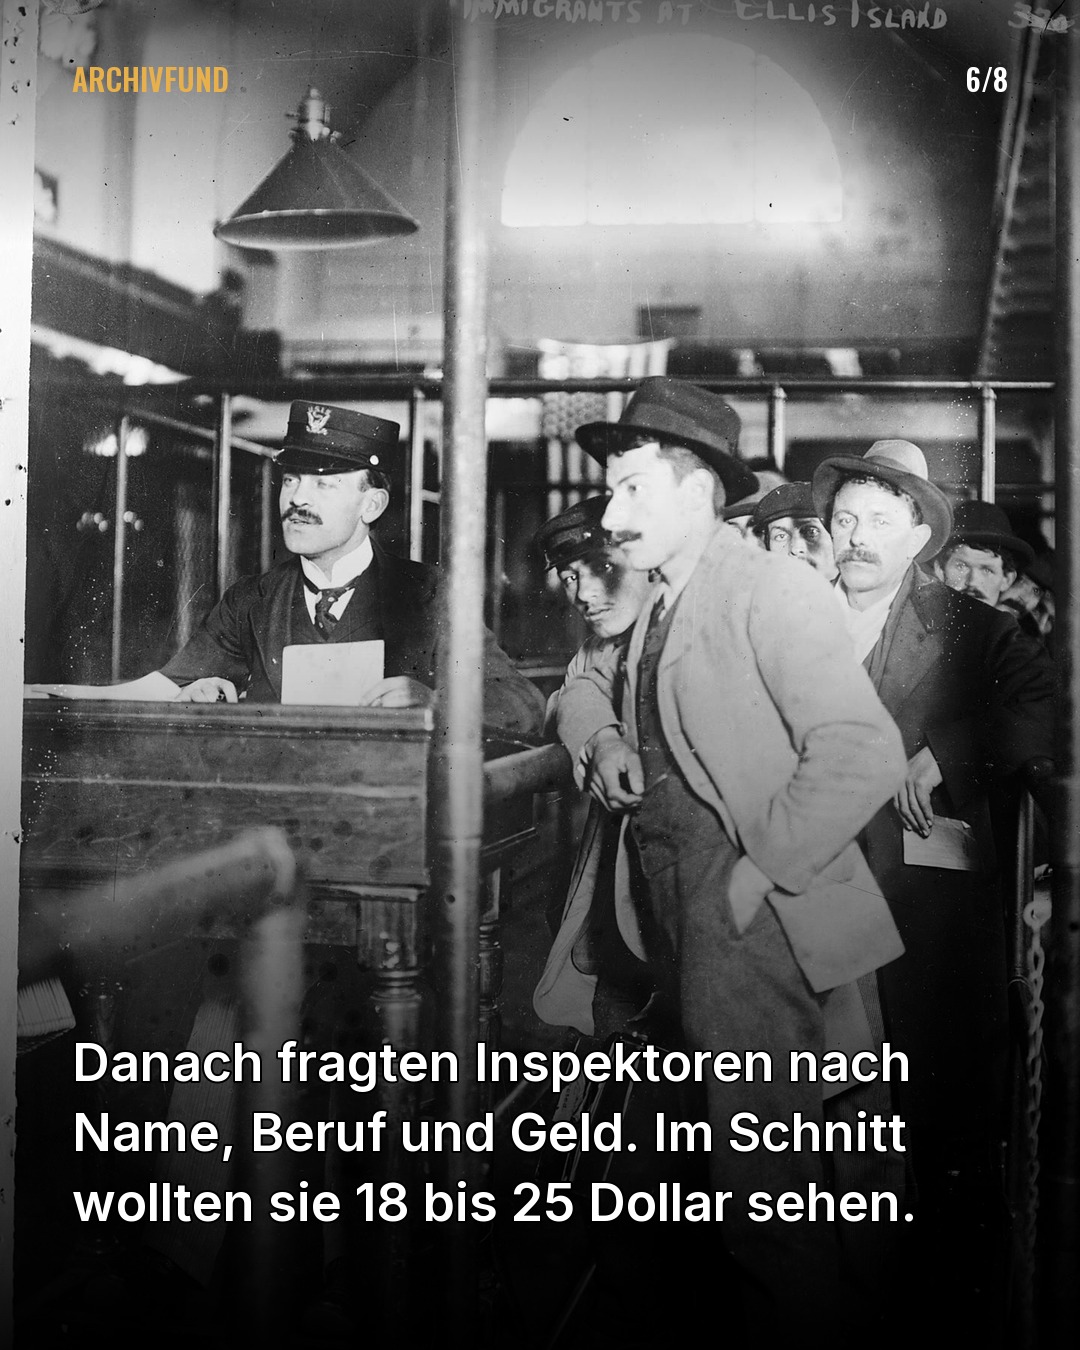 IMMIGRANTS AT ELLIS ISLAND
ARCHIVFUND
6/8
Danach fragten Inspektoren nach
Name, Beruf und Geld. Im Schnitt
wollten sie 18 bis 25 Dollar sehen.